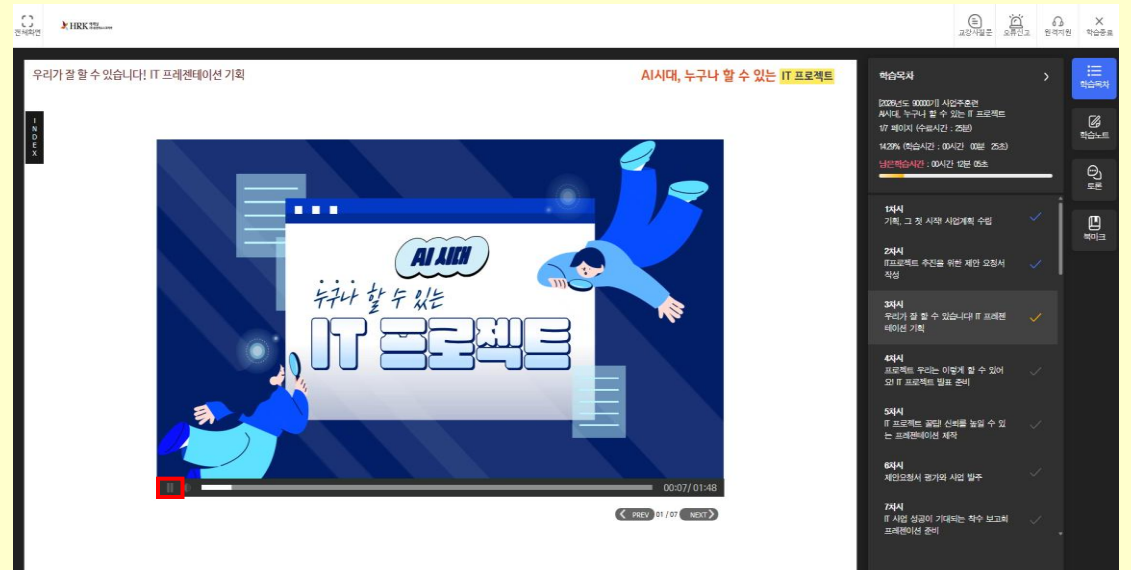 전체화면
HRK
교강사질문 오류신고 원격지원 학습종료
우리가 잘 할 수 있습니다! IT 프레젠테이션 기획
AI시대, 누구나 할 수 있는 IT 프로젝트
INDEX
AI 시대
누구나 할 수 있는
IT 프로젝트
00:07/ 01:48
PREV 01 / 07 NEXT
학습목차
[2026년도 90000기] 사업주훈련
AI시대, 누구나 할 수 있는 IT 프로젝트
1/7 페이지 (수료시간 : 25분)
14.29% (학습시간 : 00시간 00분 25초)
남은학습시간 : 00시간 12분 05초
1차시
기획, 그 첫 시작! 사업계획 수립
2차시
IT프로젝트 추진을 위한 제안 요청서
작성
3차시
우리가 잘 할 수 있습니다! IT 프레젠
테이션 기획
4차시
프로젝트 우리는 이렇게 할 수 있어
요! IT 프로젝트 발표 준비
5차시
IT 프로젝트 꿀팁! 신뢰를 높일 수 있
는 프레젠테이션 제작
6차시
제안요청서 평가와 사업 발주
7차시
IT 사업 성공이 기대되는 착수 보고회
프레젠이션 준비
학습목차
학습노트
토론
북마크